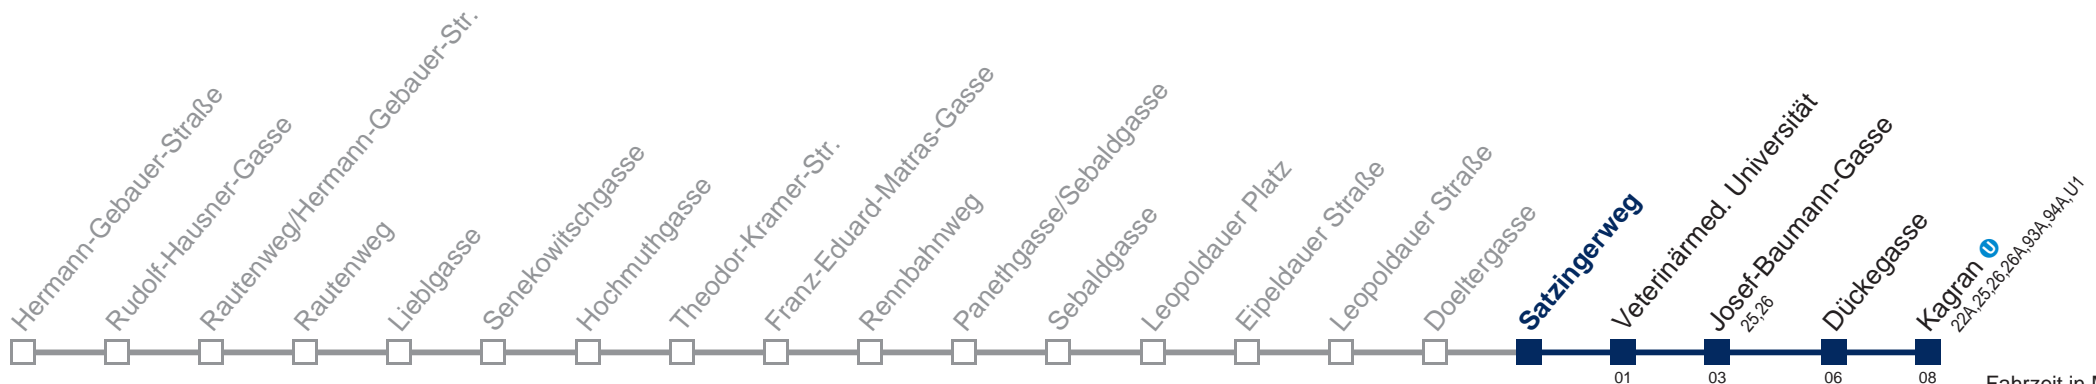 Hermann-Gebauer-Straße
Rudolf-Hausner-Gasse
Rautenweg/Hermann-Gebauer-Str.
Rautenweg
Lieblgasse
Senekowitschgasse
Hochmuthgasse
Theodor-Kramer-Str.
Franz-Eduard-Matras-Gasse
Rennbahnweg
Panethgasse/Sebaldgasse
Sebaldgasse
Leopoldauer Platz
Eipeldauer Straße
Leopoldauer Straße
Doeltergasse
Satzingerweg
Veterinärmed. Universität
01
Josef-Baumann-Gasse
25,26
03
Dückegasse
06
Kagran U
22A,25,26,26A,93A,94A,U1
08
Fahrzeit in